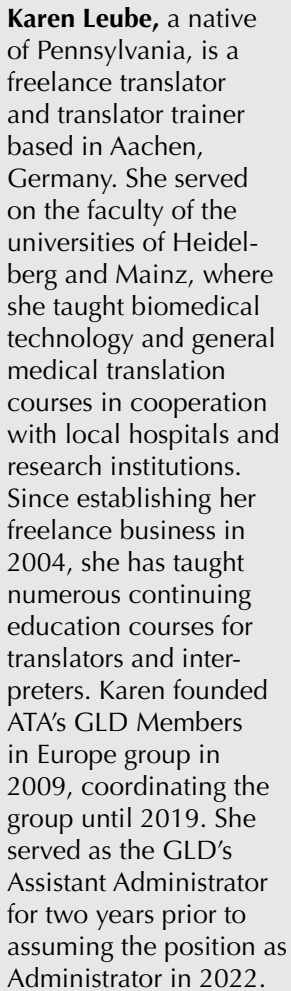 Karen Leube, a native
of Pennsylvania, is a
freelance translator
and translator trainer
based in Aachen,
Germany. She served
on the faculty of the
universities of Heidel-
berg and Mainz, where
she taught biomedical
technology and general
medical translation
courses in cooperation
with local hospitals and
research institutions.
Since establishing her
freelance business in
2004, she has taught
numerous continuing
education courses for
translators and inter-
preters. Karen founded
ATA’s GLD Members
in Europe group in
2009, coordinating the
group until 2019. She
served as the GLD’s
Assistant Administrator
for two years prior to
assuming the position as
Administrator in 2022.